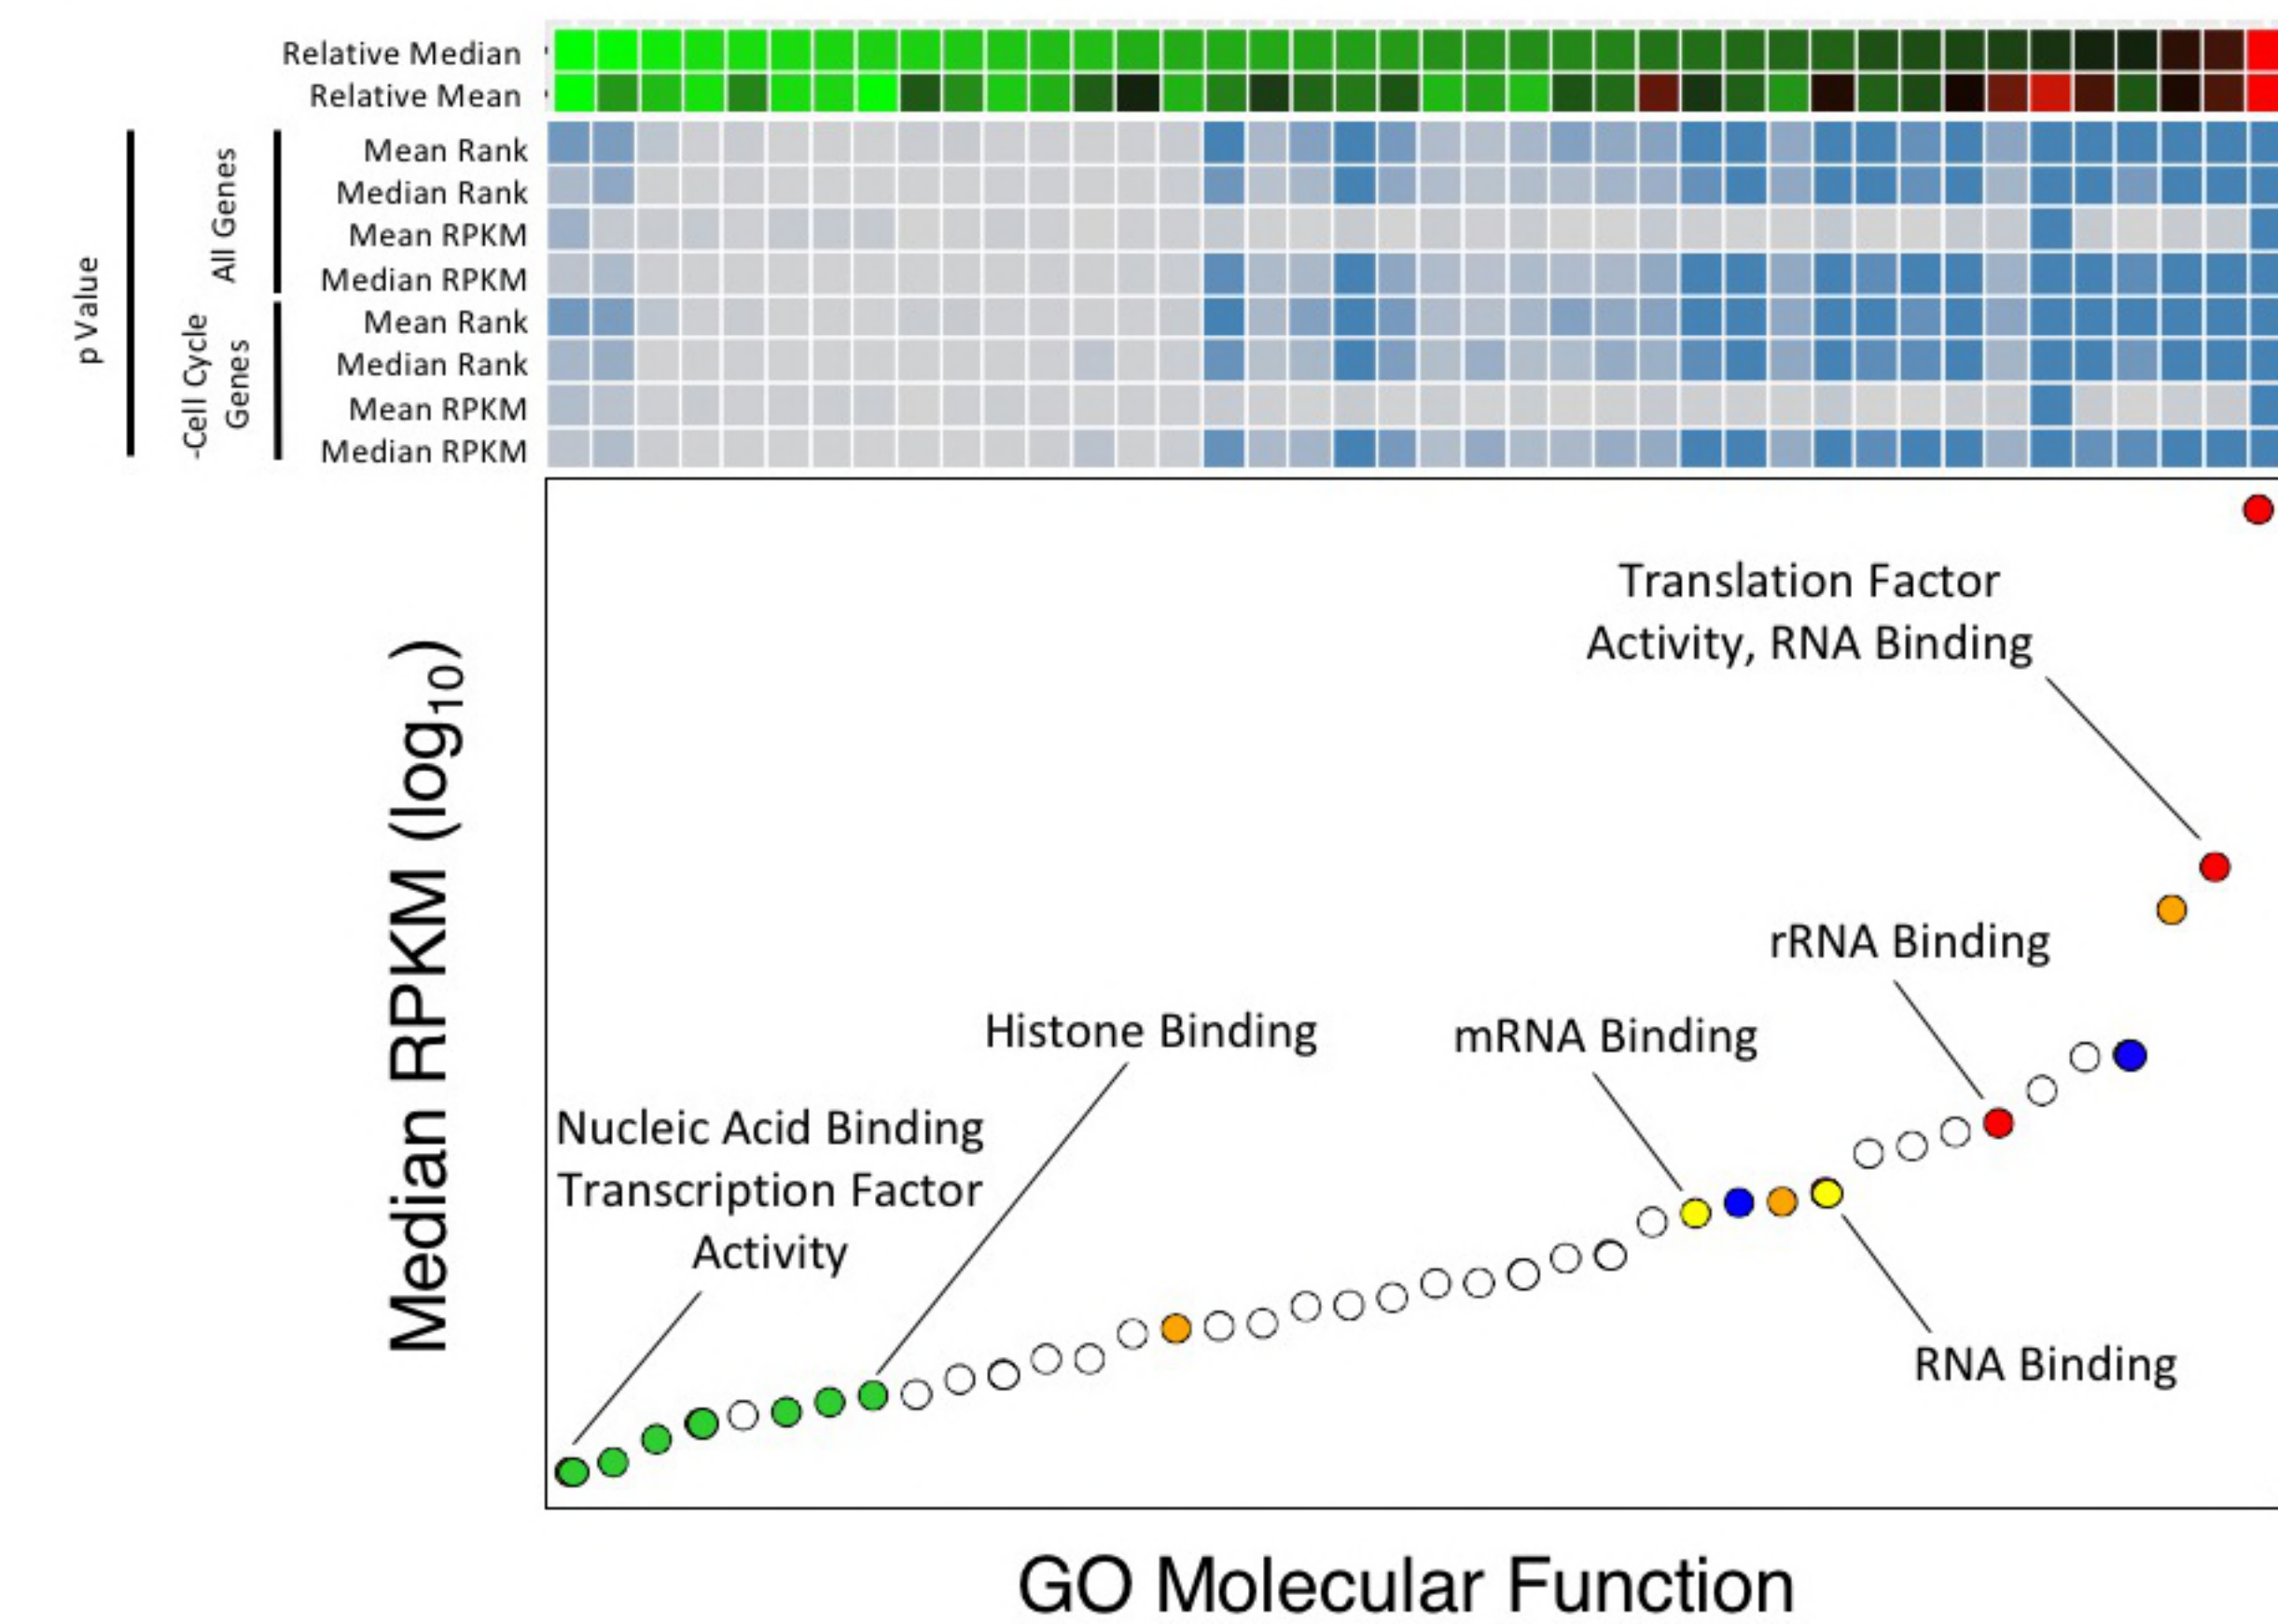 Relative Median
Relative Mean
p Value
All Genes
Mean Rank
Median Rank
Mean RPKM
Median RPKM
-Cell Cycle
Genes
Mean Rank
Median Rank
Mean RPKM
Median RPKM
Median RPKM (log10)
Translation Factor
Activity, RNA Binding
rRNA Binding
Histone Binding
mRNA Binding
Nucleic Acid Binding
Transcription Factor
Activity
RNA Binding
GO Molecular Function